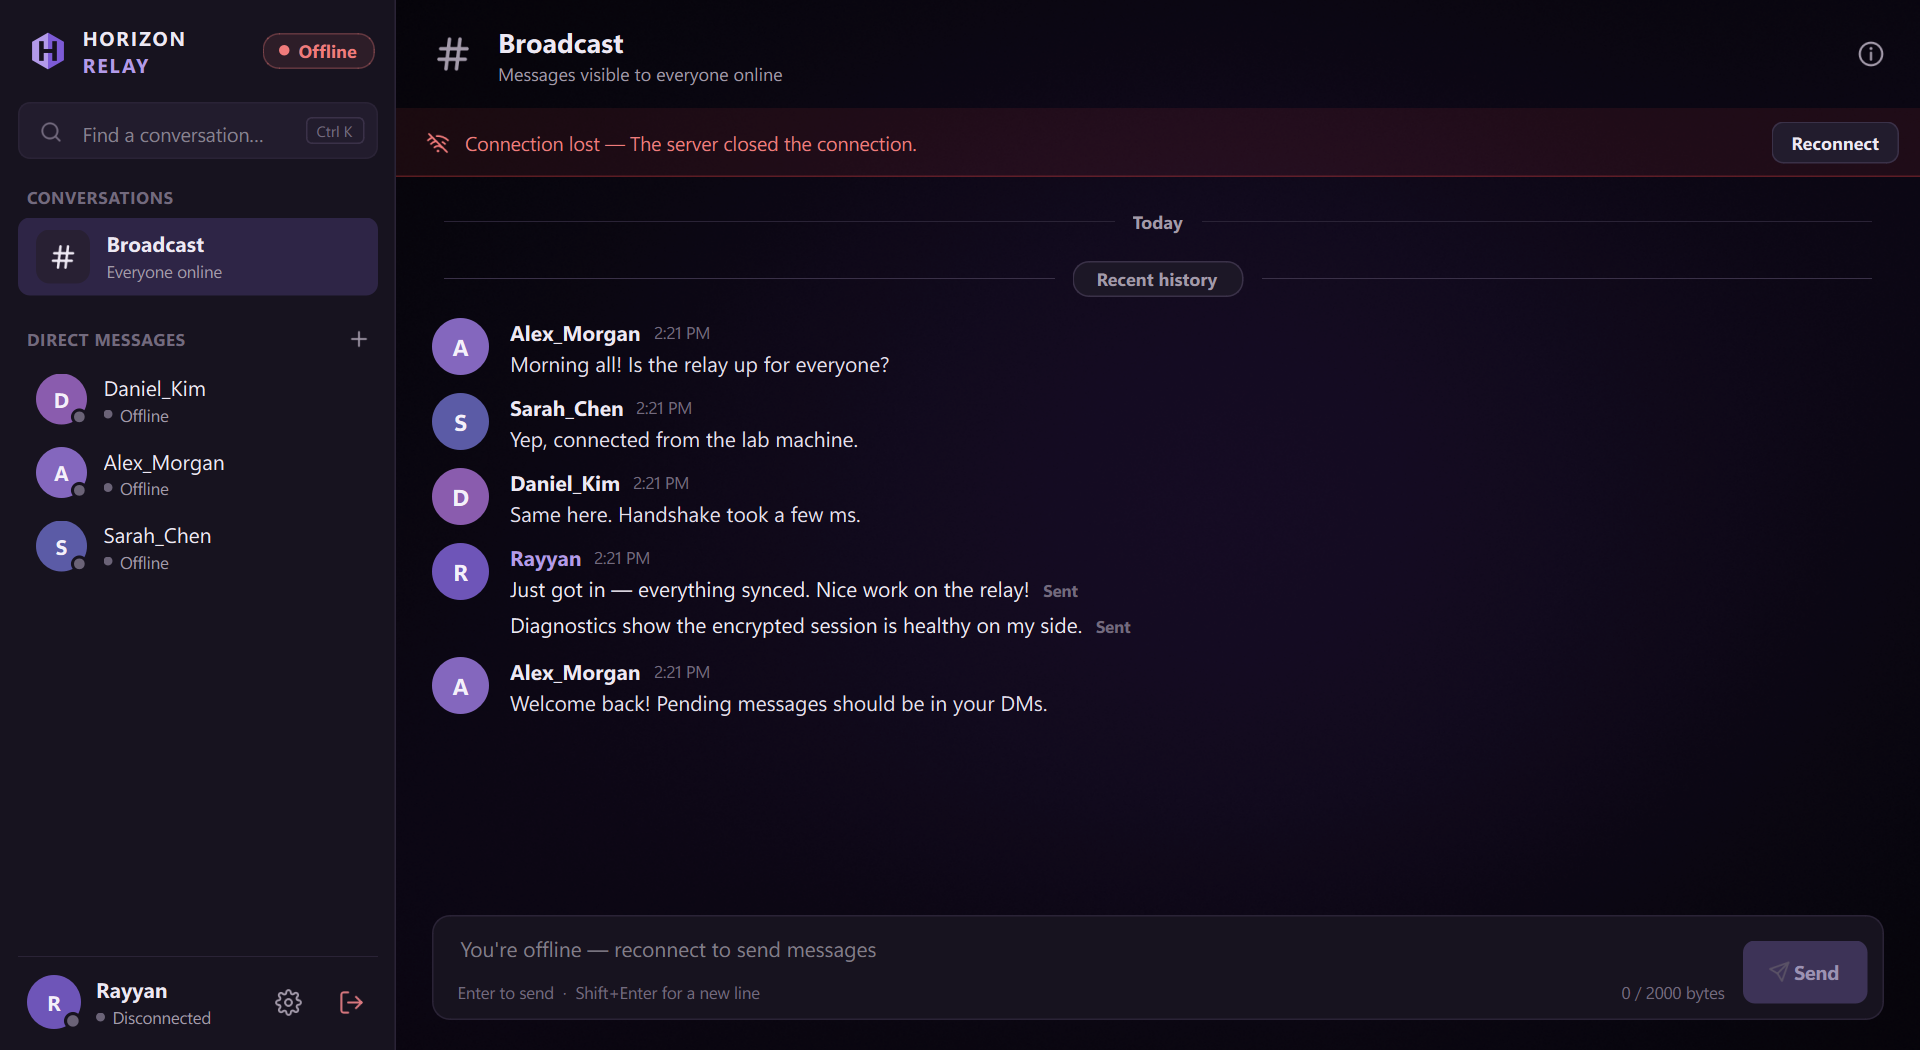 HORIZON
RELAY
Offline
Find a conversation...
Ctrl K
CONVERSATIONS
#
Broadcast
Everyone online
DIRECT MESSAGES
+
D
Daniel_Kim
Offline
A
Alex_Morgan
Offline
S
Sarah_Chen
Offline
R
Rayyan
Disconnected
#
Broadcast
Messages visible to everyone online
Connection lost — The server closed the connection.
Reconnect
Today
Recent history
A
Alex_Morgan 2:21 PM
Morning all! Is the relay up for everyone?
S
Sarah_Chen 2:21 PM
Yep, connected from the lab machine.
D
Daniel_Kim 2:21 PM
Same here. Handshake took a few ms.
R
Rayyan 2:21 PM
Just got in — everything synced. Nice work on the relay! Sent
Diagnostics show the encrypted session is healthy on my side. Sent
A
Alex_Morgan 2:21 PM
Welcome back! Pending messages should be in your DMs.
You're offline — reconnect to send messages
Enter to send · Shift+Enter for a new line
0 / 2000 bytes
Send